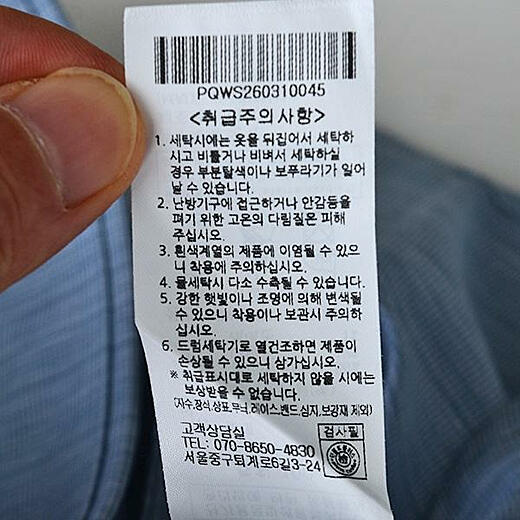 PQWS260310045
<취급주의사항>
1. 세탁시에는 옷을 뒤집어서 세탁하
시고 비틀거나 비벼서 세탁하실
경우 부분탈색이나 보푸라기가 일어
날 수 있습니다.
2. 난방기구에 접근하거나 안감등을
펴기 위한 고온의 다림질은 피해
주십시오.
3. 흰색계열의 제품에 이염될 수 있으
니 착용에 주의하십시오.
4. 물세탁시 다소 수축될 수 있습니다.
5. 강한 햇빛이나 조명에 의해 변색될
수 있으니 착용이나 보관시 주의하
십시오.
6. 드럼세탁기로 열건조하면 제품이
손상될 수 있으니 삼가십시오.
※ 취급표시대로 세탁하지 않을 시에는
보상받을 수 없습니다.
(자수,장식,상표,무늬,레이스,밴드,심지,보강재 제외)
고객상담실
TEL: 070-8650-4830
서울중구퇴계로6길3-24
검사필